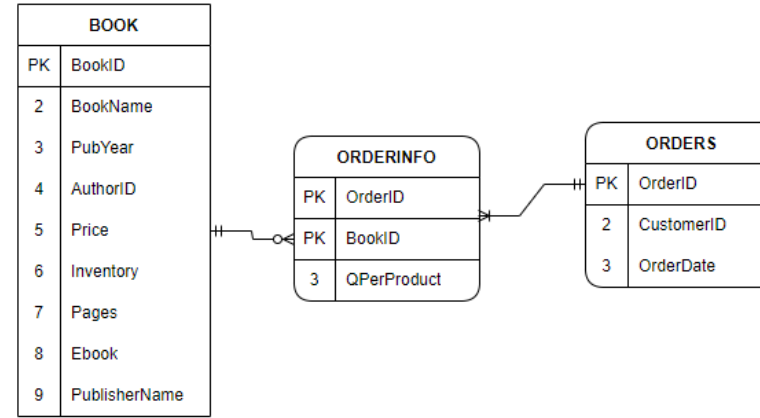 BOOK
PK BookID
2 BookName
3 PubYear
4 AuthorID
5 Price
6 Inventory
7 Pages
8 Ebook
9 PublisherName
ORDERINFO
PK OrderID
PK BookID
3 QPerProduct
ORDERS
PK OrderID
2 CustomerID
3 OrderDate